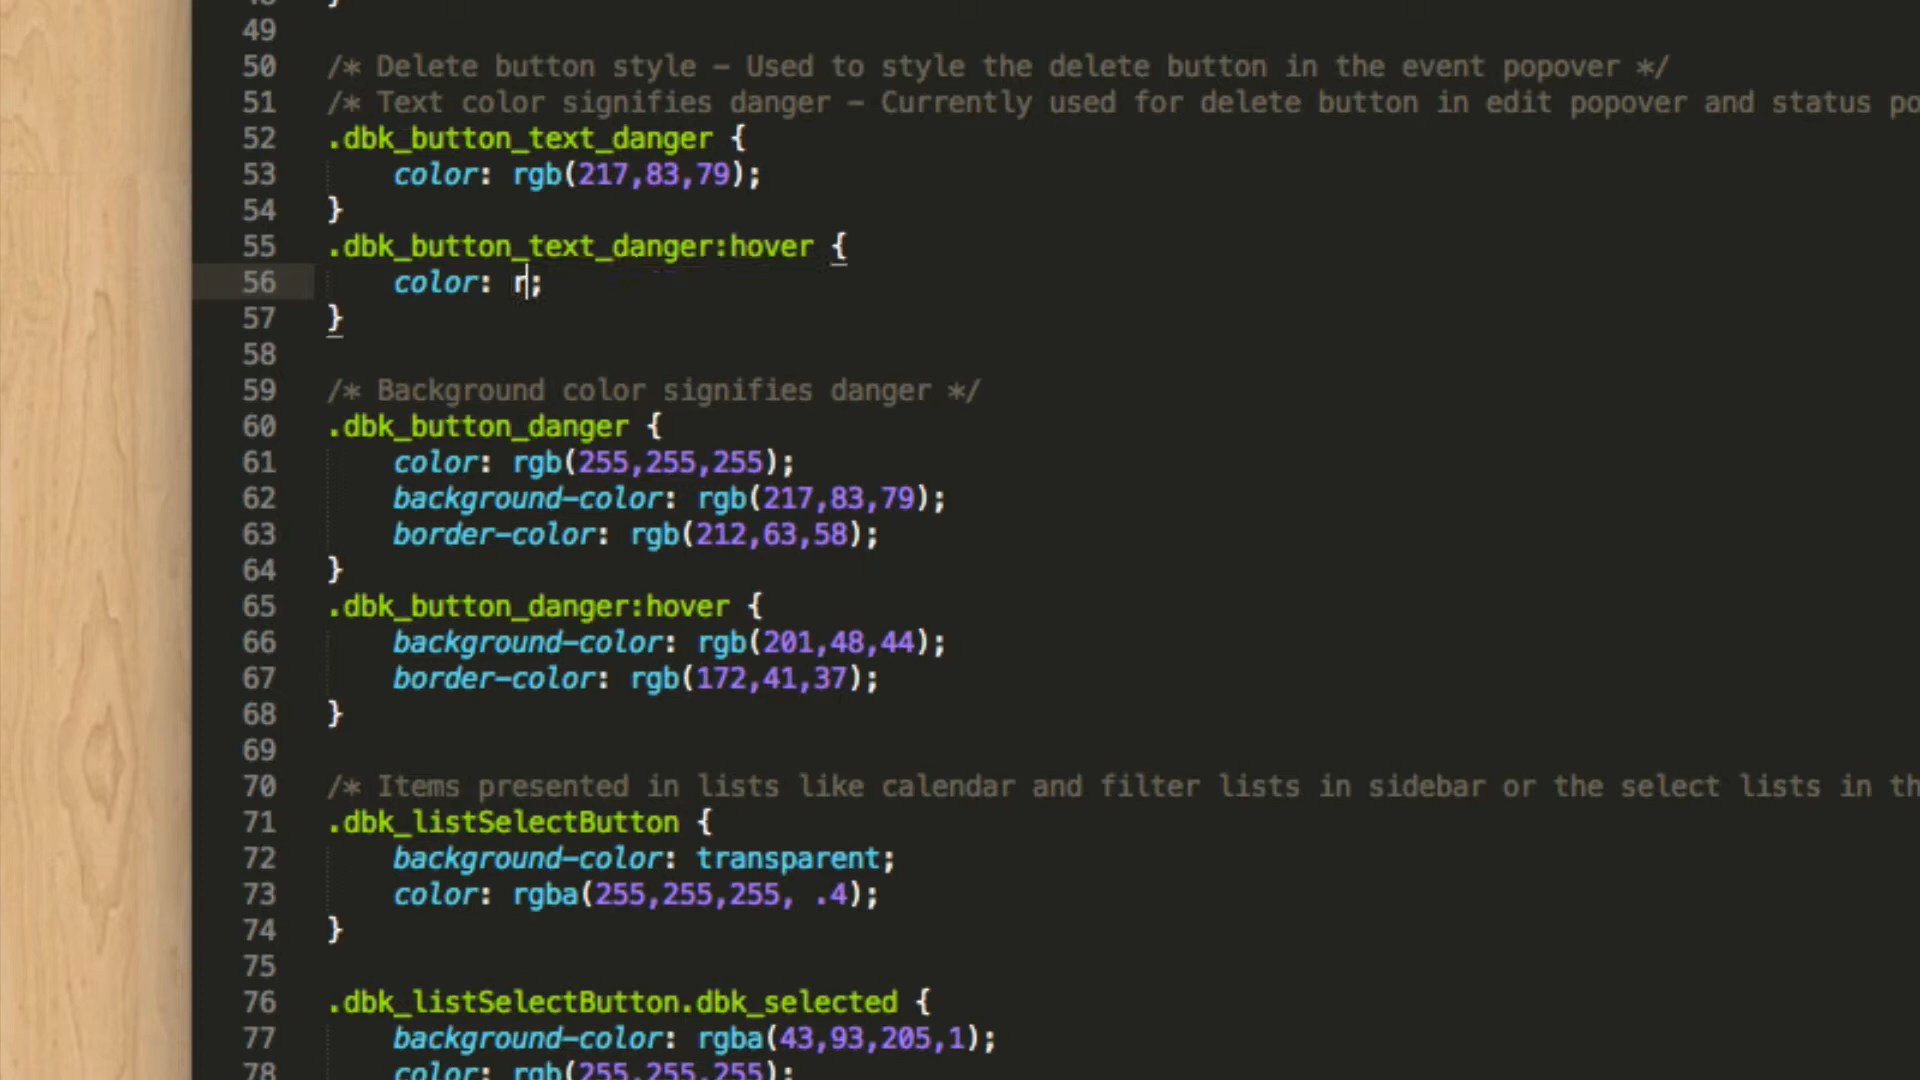 49
50 /* Delete button style – Used to style the delete button in the event popover */
51 /* Text color signifies danger – Currently used for delete button in edit popover and status po
52 .dbk_button_text_danger {
53 color: rgb(217,83,79);
54 }
55 .dbk_button_text_danger:hover {
56 color: r;
57 }
58
59 /* Background color signifies danger */
60 .dbk_button_danger {
61 color: rgb(255,255,255);
62 background-color: rgb(217,83,79);
63 border-color: rgb(212,63,58);
64 }
65 .dbk_button_danger:hover {
66 background-color: rgb(201,48,44);
67 border-color: rgb(172,41,37);
68 }
69
70 /* Items presented in lists like calendar and filter lists in sidebar or the select lists in th
71 .dbk_listSelectButton {
72 background-color: transparent;
73 color: rgba(255,255,255, .4);
74 }
75
76 .dbk_listSelectButton.dbk_selected {
77 background-color: rgba(43,93,205,1);
78 color: rgb(255,255,255);